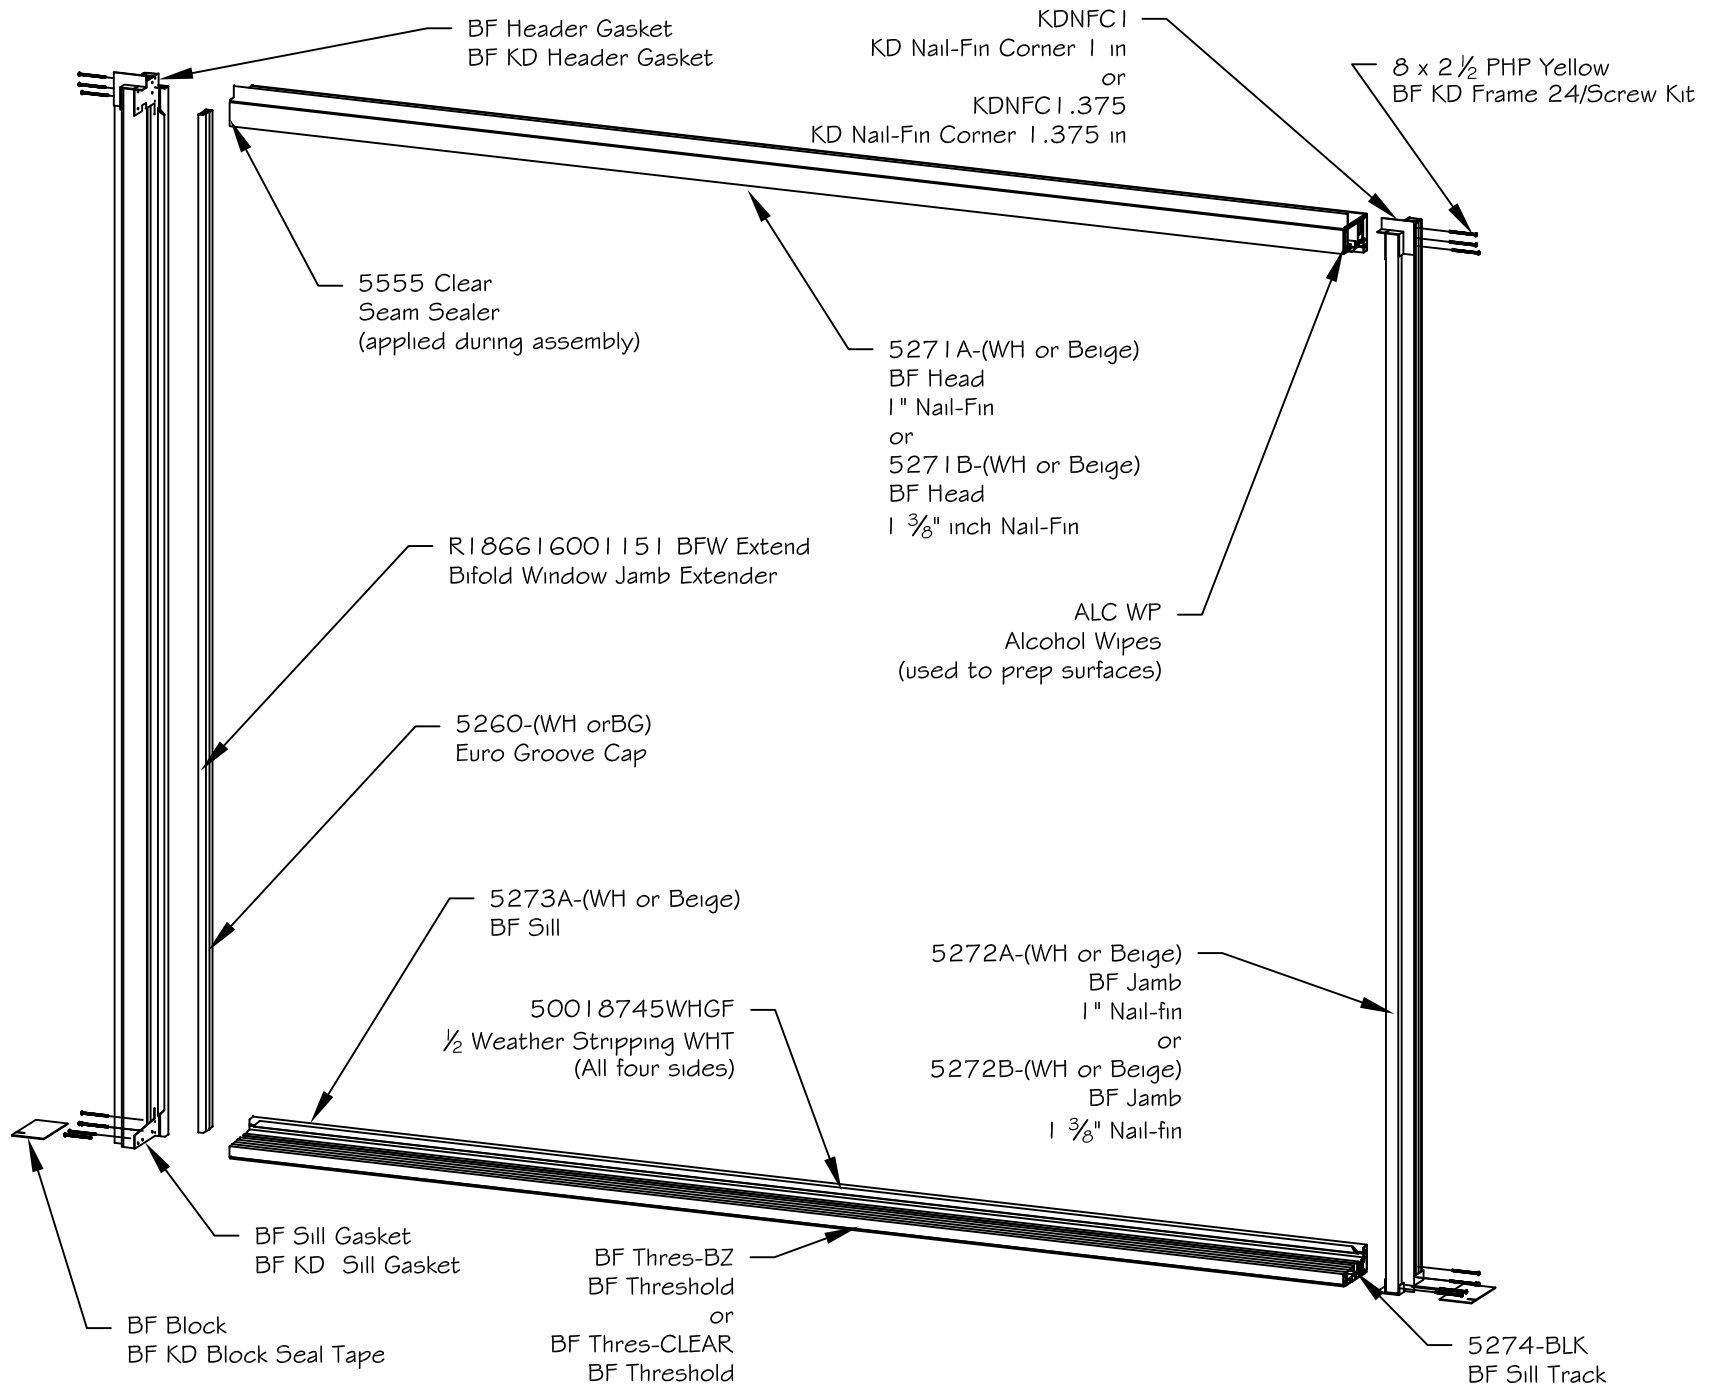 BF Header Gasket
BF KD Header Gasket
KDNFC1
KD Nail-Fin Corner 1 in
or
KDNFC1.375
KD Nail-Fin Corner 1.375 in
8 x 2 ½ PHP Yellow
BF KD Frame 24/Screw Kit
5555 Clear
Seam Sealer
(applied during assembly)
5271A-(WH or Beige)
BF Head
1" Nail-Fin
or
5271B-(WH or Beige)
BF Head
1 ⅜" inch Nail-Fin
R186616001151 BFW Extend
Bifold Window Jamb Extender
ALC WP
Alcohol Wipes
(used to prep surfaces)
5260-(WH orBG)
Euro Groove Cap
5273A-(WH or Beige)
BF Sill
50018745WHGF
½ Weather Stripping WHT
(All four sides)
5272A-(WH or Beige)
BF Jamb
1" Nail-fin
or
5272B-(WH or Beige)
BF Jamb
1 ⅜" Nail-fin
BF Sill Gasket
BF KD  Sill Gasket
BF Block
BF KD Block Seal Tape
BF Thres-BZ
BF Threshold
or
BF Thres-CLEAR
BF Threshold
5274-BLK
BF Sill Track